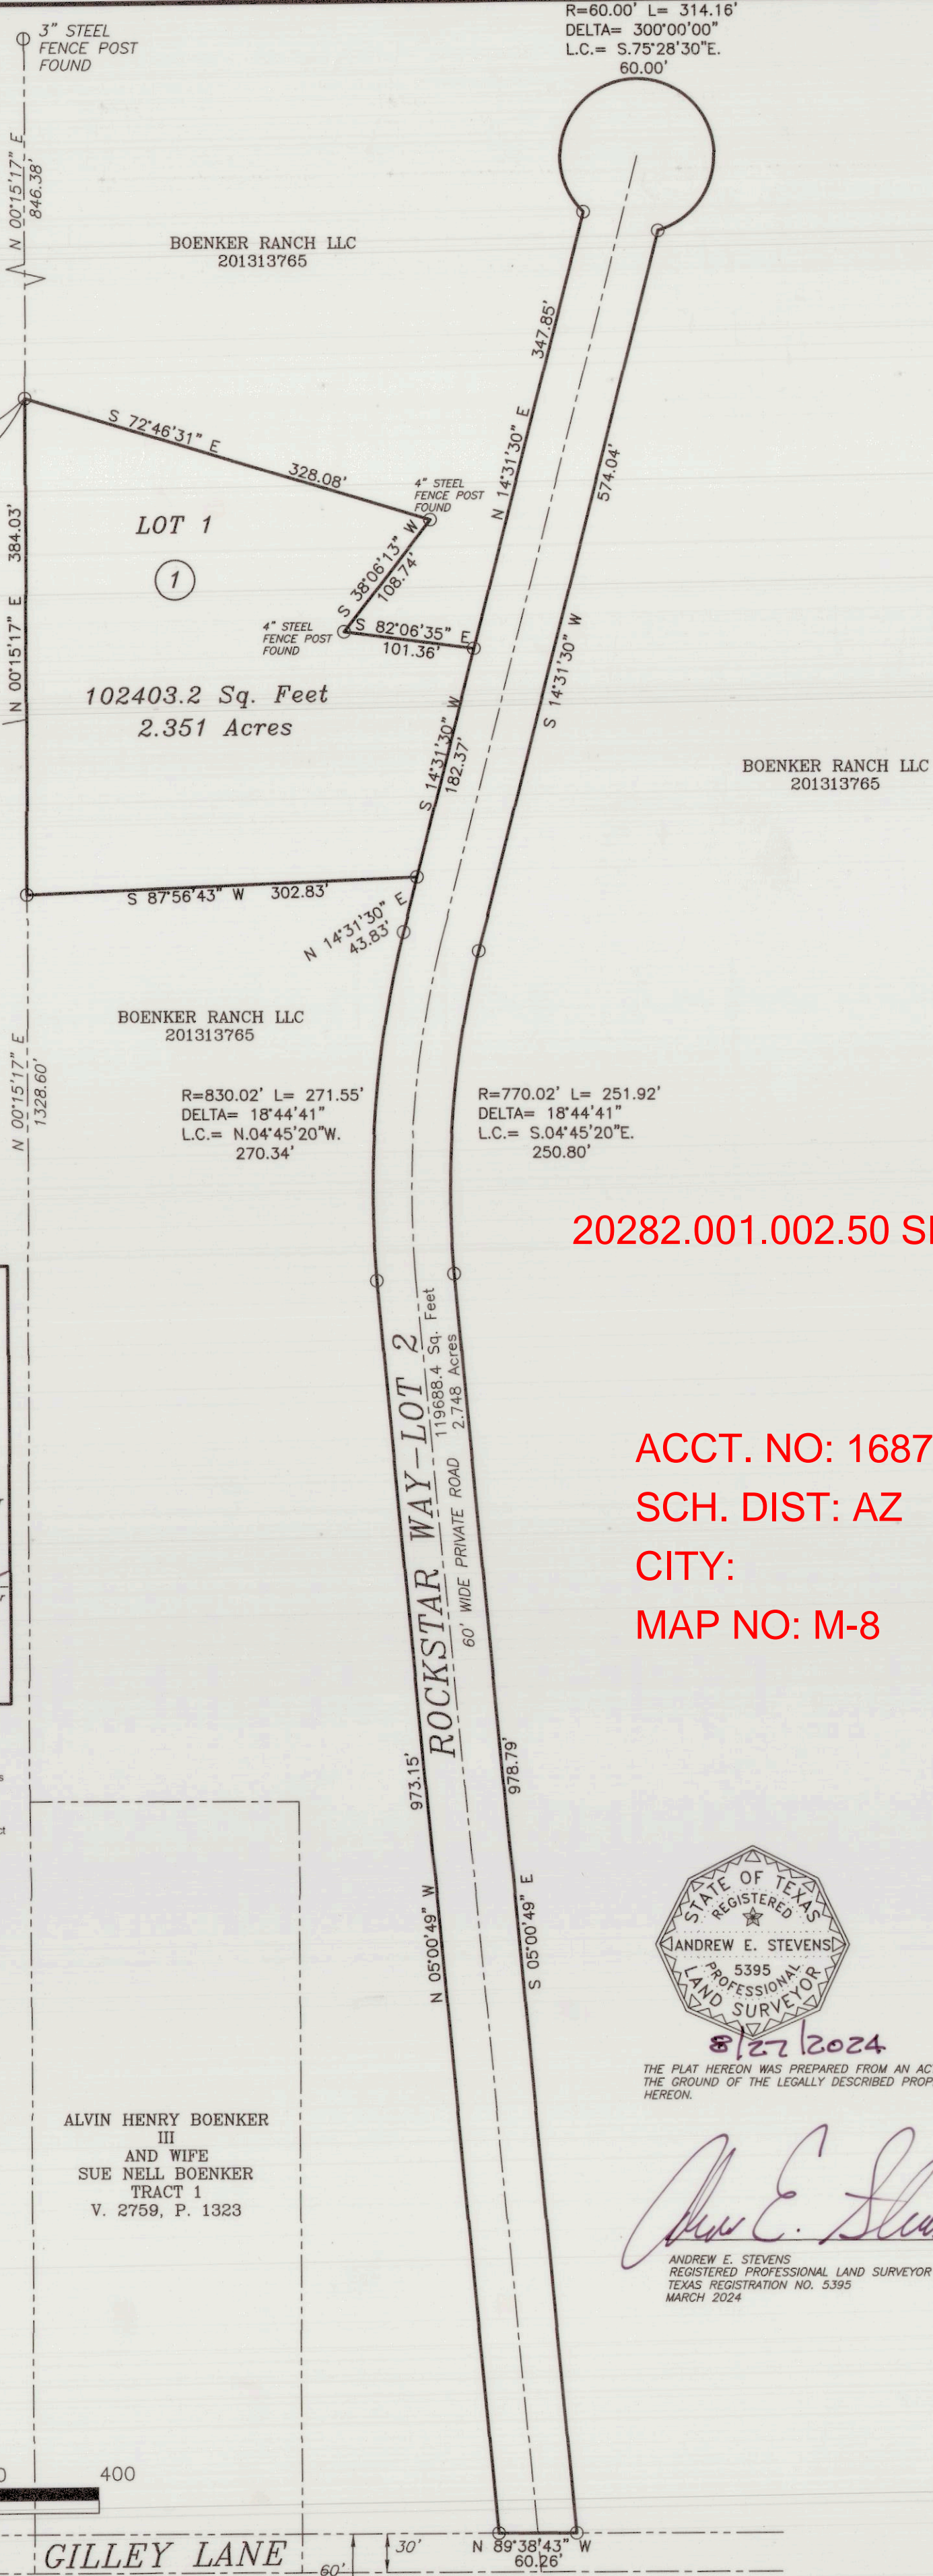 R=60.00' L= 314.16'
DELTA= 300°00'00"
L.C.= S.75°28'30"E.
60.00'
3" STEEL
FENCE POST
FOUND
N 00°15'17" E
846.38'
BOENKER RANCH LLC
201313765
347.85'
N 14°31'30" E
574.04'
S 14°31'30" W
S 72°46'31" E
328.08'
4" STEEL
FENCE POST
FOUND
LOT 1
1
N 00°15'17" E 384.03'
S 38°06'13" W
108.74'
4" STEEL
FENCE POST
FOUND
S 82°06'35" E
101.36'
102403.2 Sq. Feet
2.351 Acres
S 14°31'30" W
182.37'
BOENKER RANCH LLC
201313765
S 87°56'43" W 302.83'
N 14°31'30" E
43.83'
BOENKER RANCH LLC
201313765
N 00°15'17" E
1328.60'
R=830.02' L= 271.55'
DELTA= 18°44'41"
L.C.= N.04°45'20"W.
270.34'
R=770.02' L= 251.92'
DELTA= 18°44'41"
L.C.= S.04°45'20"E.
250.80'
20282.001.002.50
ACCT. NO: 1687
SCH. DIST: AZ
CITY:
MAP NO: M-8
ROCKSTAR WAY-LOT 2
119688.4 Sq. Feet
60' WIDE PRIVATE ROAD 2.748 Acres
973.15'
N 05°00'49" W
978.79'
S 05°00'49" E
STATE OF TEXAS
REGISTERED
ANDREW E. STEVENS
5395
PROFESSIONAL
LAND SURVEYOR
8/27/2024
THE PLAT HEREON WAS PREPARED FROM AN
THE GROUND OF THE LEGALLY DESCRIBED
HEREON.
ANDREW E. STEVENS
REGISTERED PROFESSIONAL LAND SURVEYOR
TEXAS REGISTRATION NO. 5395
MARCH 2024
ALVIN HENRY BOENKER
III
AND WIFE
SUE NELL BOENKER
TRACT 1
V. 2759, P. 1323
400
GILLEY LANE
60'
30'
N 89°38'43" W
60.26'